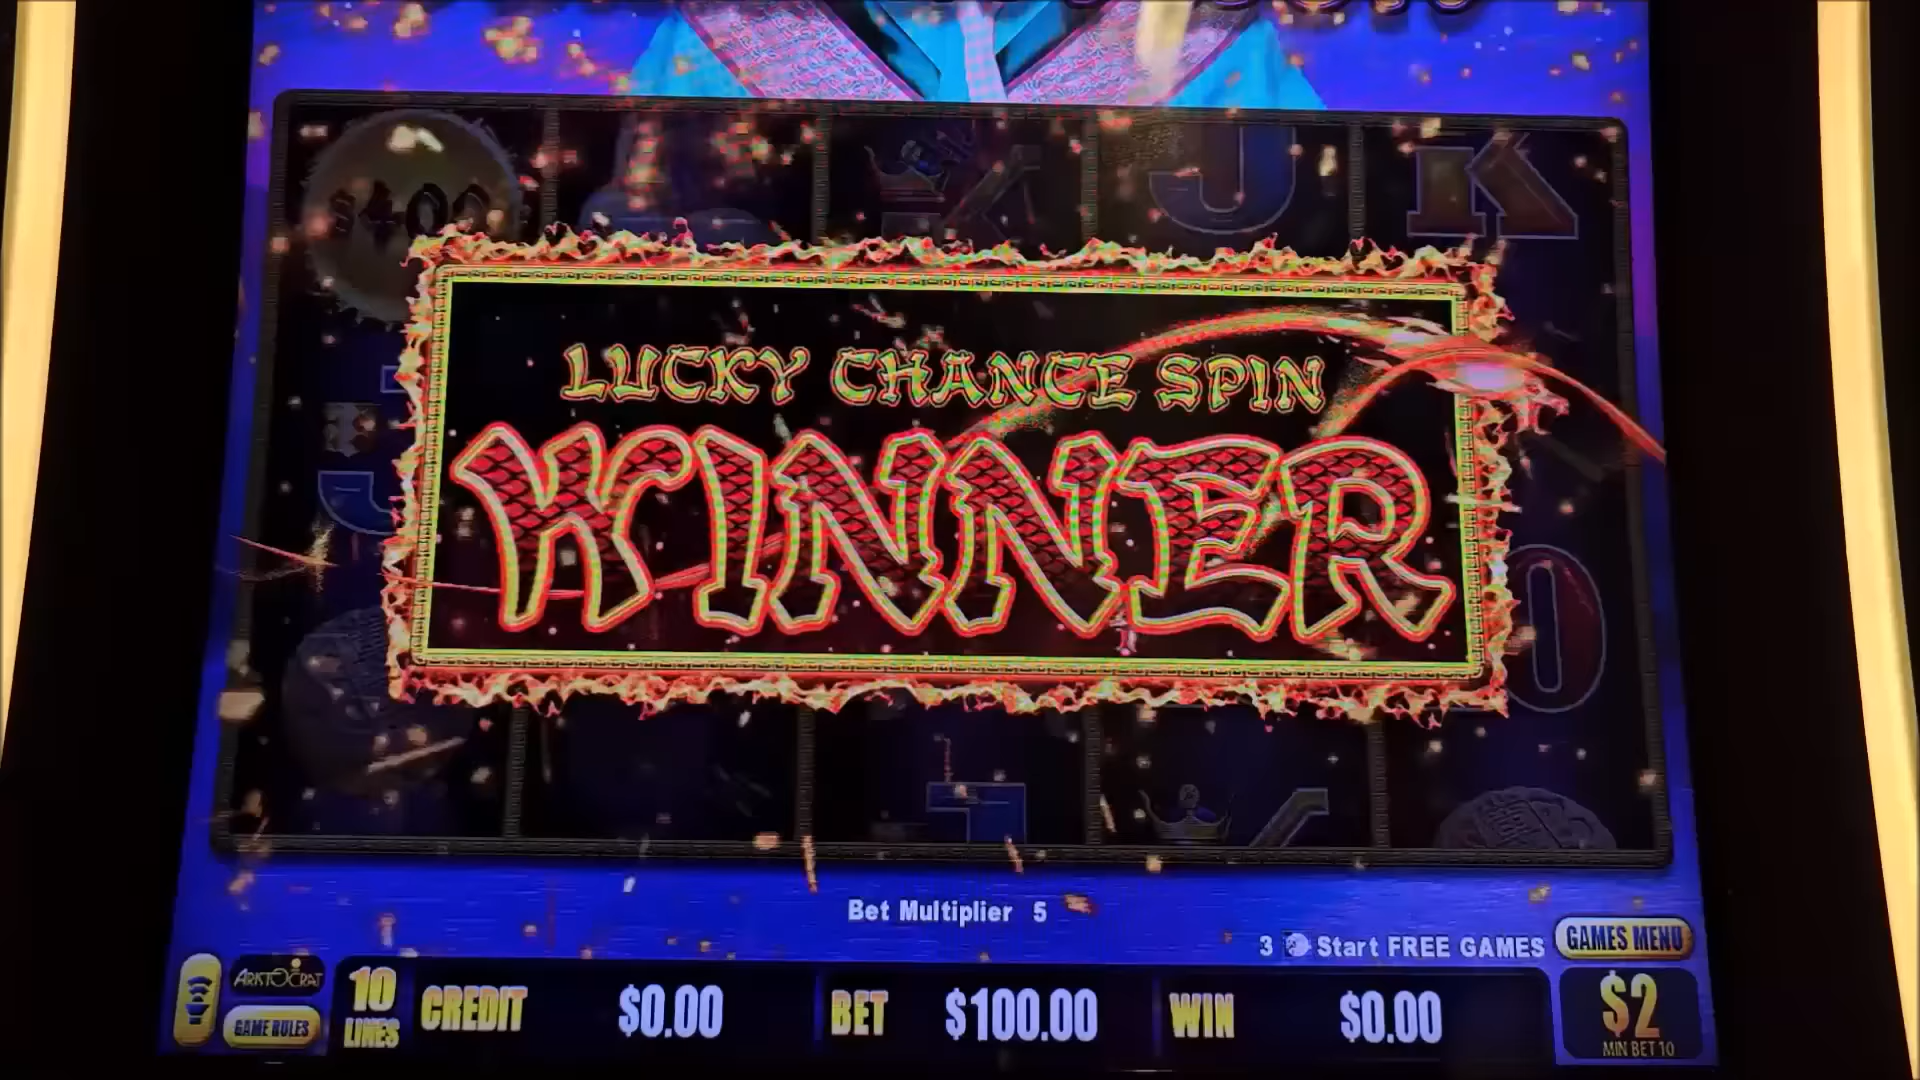 $400
K
J
K
LUCKY CHANCE SPIN
WINNER
J
Bet Multiplier 5
3 Start FREE GAMES
GAMES MENU
ARISTOCRAT
GAME RULES
10
LINES
CREDIT $0.00
BET $100.00
WIN $0.00
$2
MIN BET 10